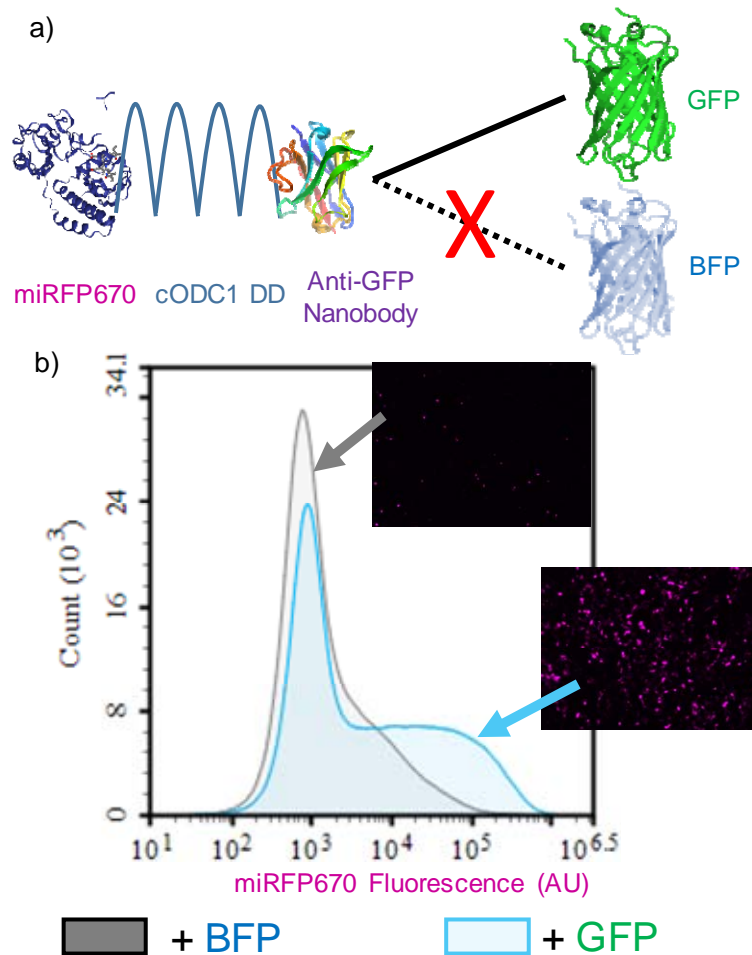 a)
GFP
X
BFP
miRFP670 cODC1 DD Anti-GFP
Nanobody
b)
34.1
24
16
8
0
Count (10³)
10¹ 10² 10³ 10⁴ 10⁵ 10⁶·⁵
miRFP670 Fluorescence (AU)
+ BFP + GFP